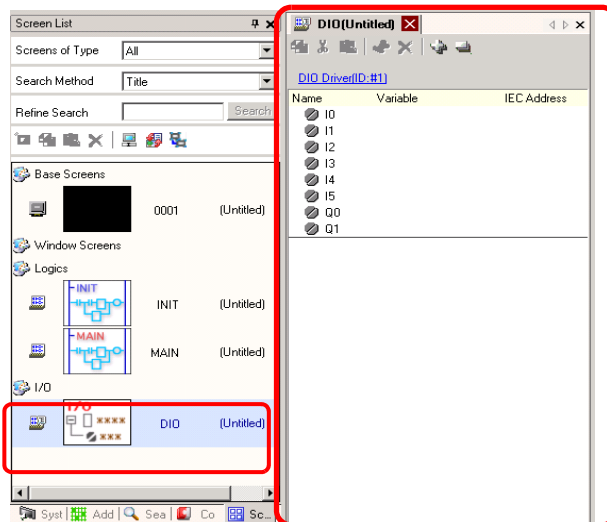 Screen List
Screens of Type All
Search Method Title
Refine Search Search
Base Screens
0001 (Untitled)
Window Screens
Logics
INIT
INIT (Untitled)
MAIN
MAIN (Untitled)
I/O
I/O
****
***
DIO (Untitled)
Syst Add Sea Co Sc...
DIO(Untitled)
DIO Driver(ID:#1)
Name Variable IEC Address
I0
I1
I2
I3
I4
I5
Q0
Q1